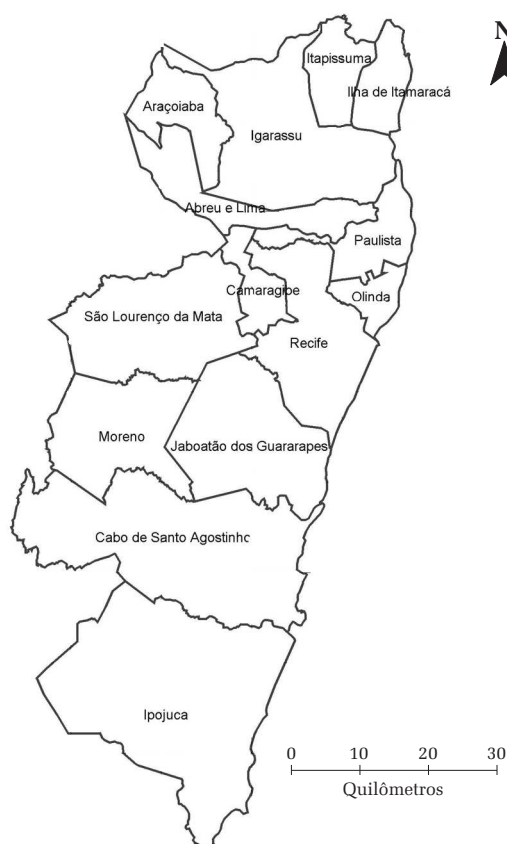 N
Itapissuma
Ilha de Itamaracá
Araçoiaba
Igarassu
Abreu e Lima
Paulista
Camaragibe
Olinda
São Lourenço da Mata
Recife
Moreno
Jaboatão dos Guararapes
Cabo de Santo Agostinho
Ipojuca
0 10 20 30
Quilômetros